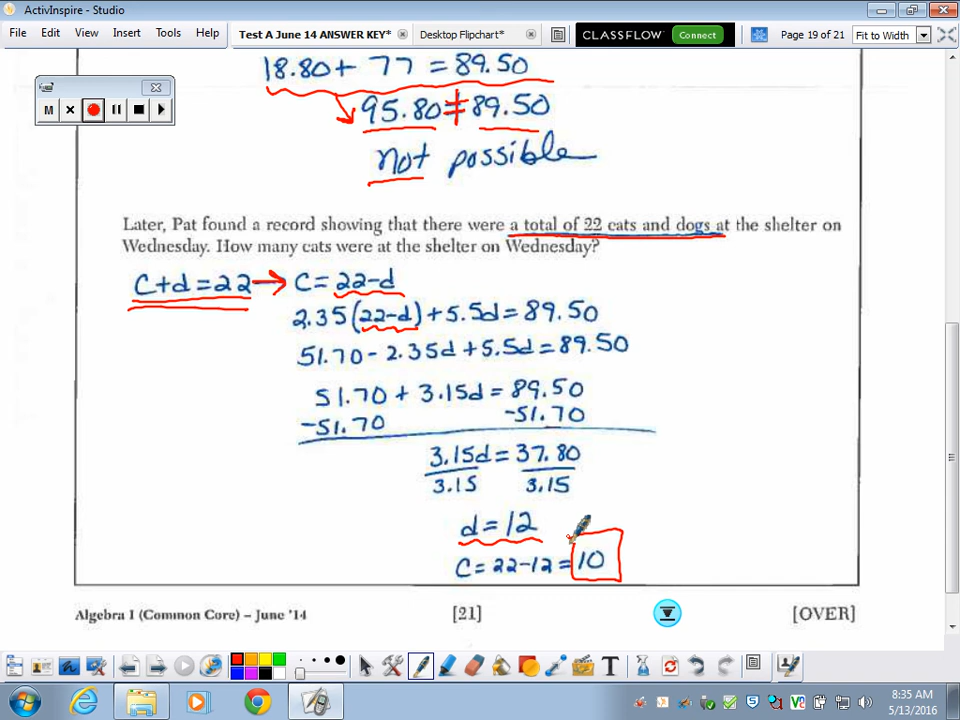 ActivInspire - Studio
File Edit View Insert Tools Help Test A June 14 ANSWER KEY* Desktop Flipchart* CLASSFLOW Connect Page 19 of 21 Fit to Width
18.80 + 77 = 89.50
M
95.80 ≠ 89.50
not possible
Later, Pat found a record showing that there were a total of 22 cats and dogs at the shelter on
Wednesday. How many cats were at the shelter on Wednesday?
C+d=22 → C= 22-d
2.35(22-d)+5.5d=89.50
51.70 - 2.35d+5.5d=89.50
51.70 + 3.15d = 89.50
-51.70 -51.70
3.15d = 37.80
3.15 3.15
d = 12
C= 22-12 = 10
Algebra I (Common Core) – June '14 [21] [OVER]
T
8:35 AM
5/13/2016